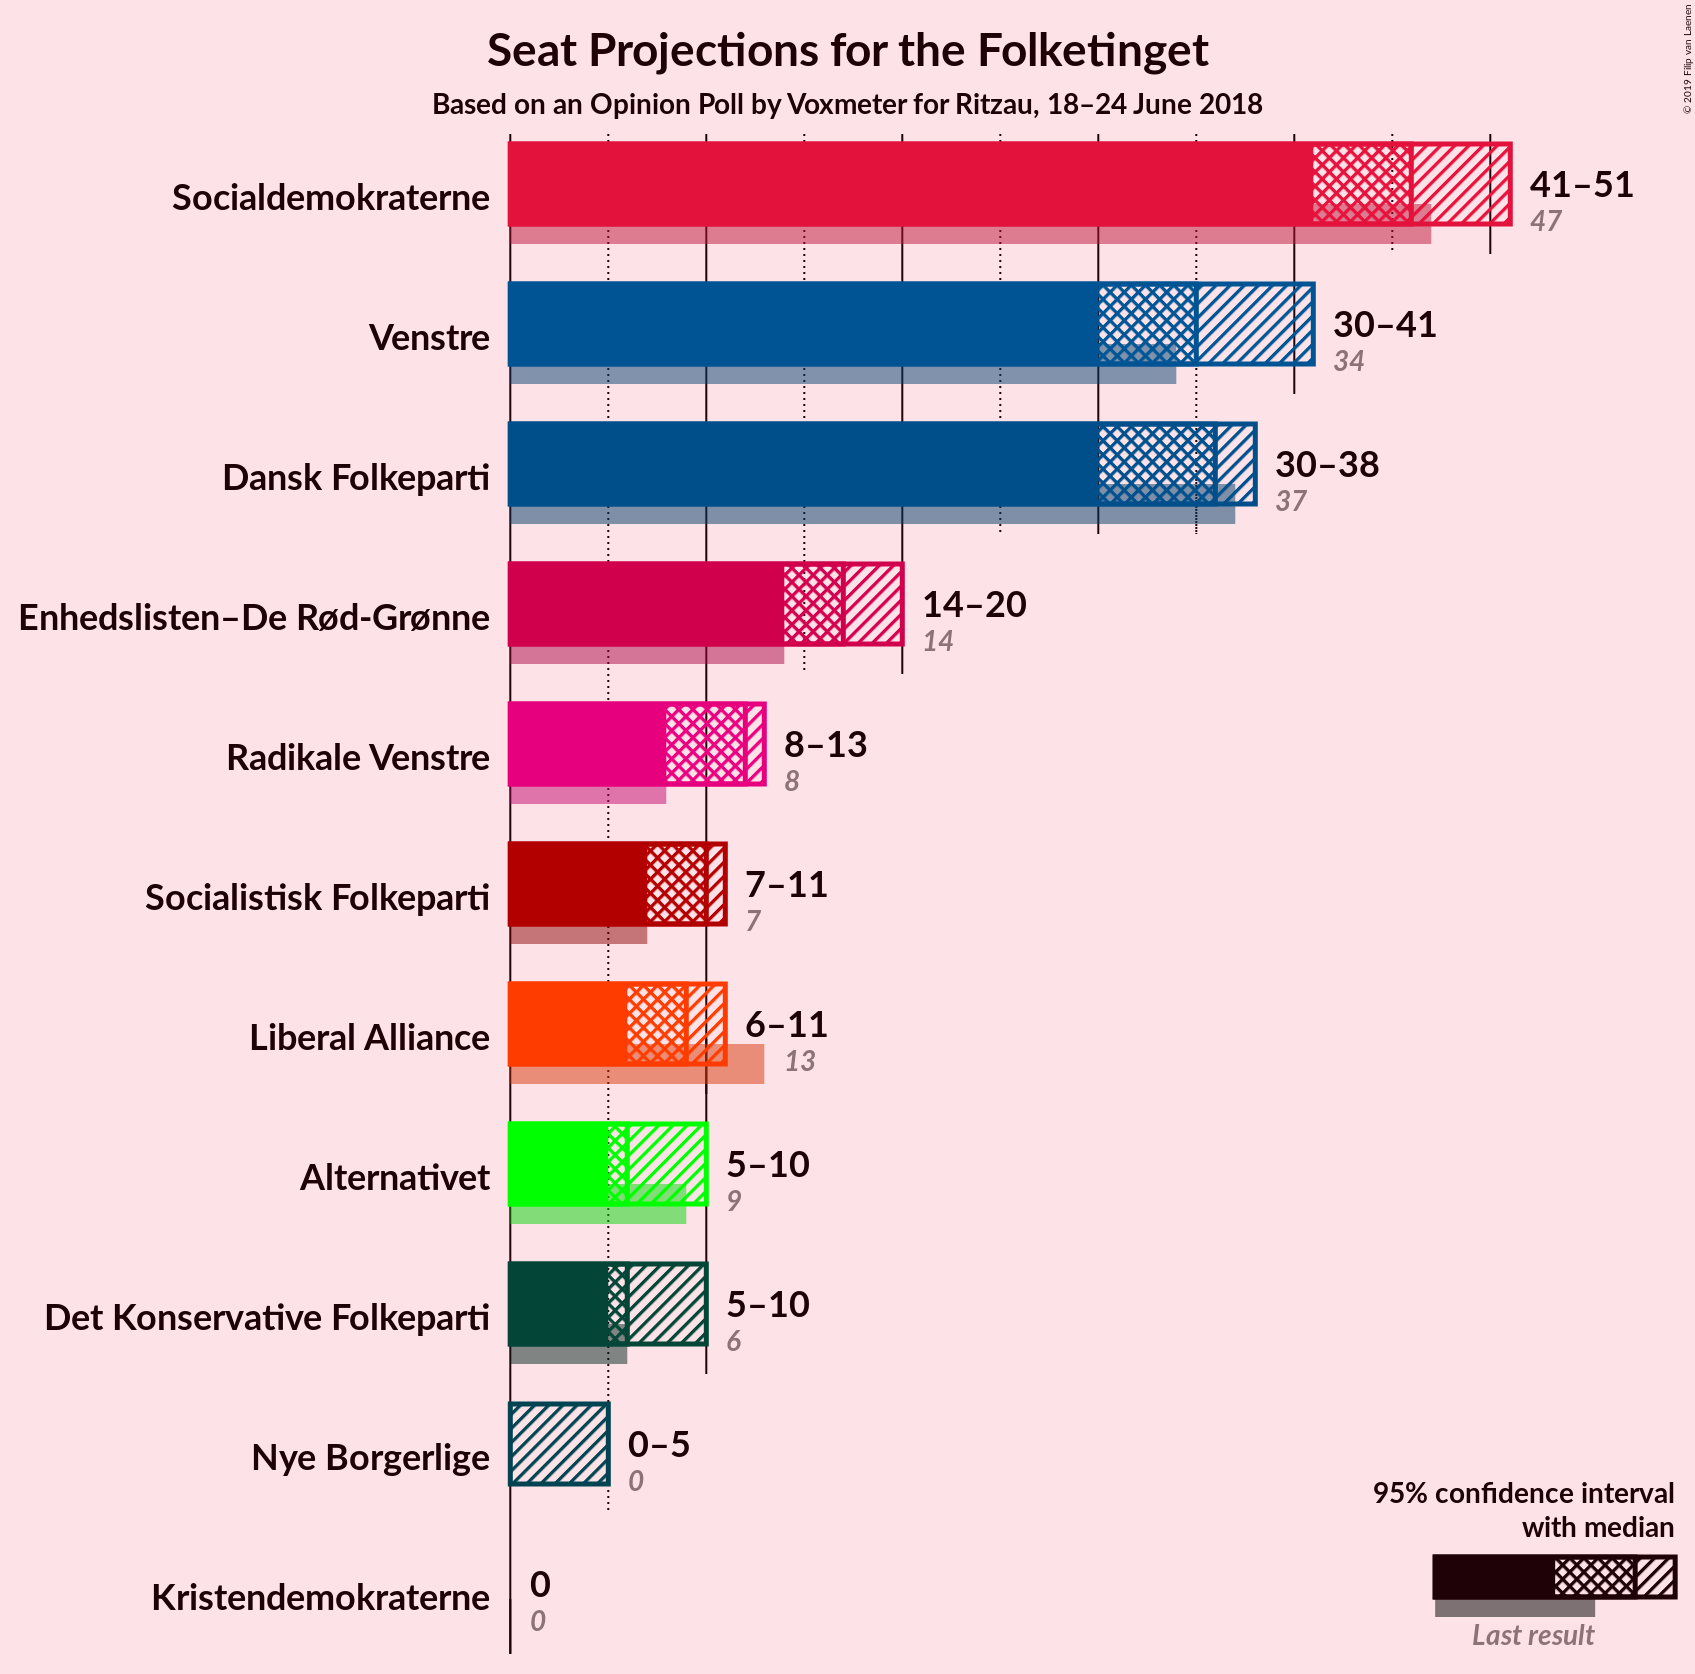 Seat Projections for the Folketinget
Based on an Opinion Poll by Voxmeter for Ritzau, 18–24 June 2018
© 2019 Filip van Laenen
Socialdemokraterne
41–51
47
Venstre
30–41
34
Dansk Folkeparti
30–38
37
Enhedslisten–De Rød-Grønne
14–20
14
Radikale Venstre
8–13
8
Socialistisk Folkeparti
7–11
7
Liberal Alliance
6–11
13
Alternativet
5–10
9
Det Konservative Folkeparti
5–10
6
Nye Borgerlige
0–5
0
Kristendemokraterne
0
0
95% confidence interval
with median
Last result